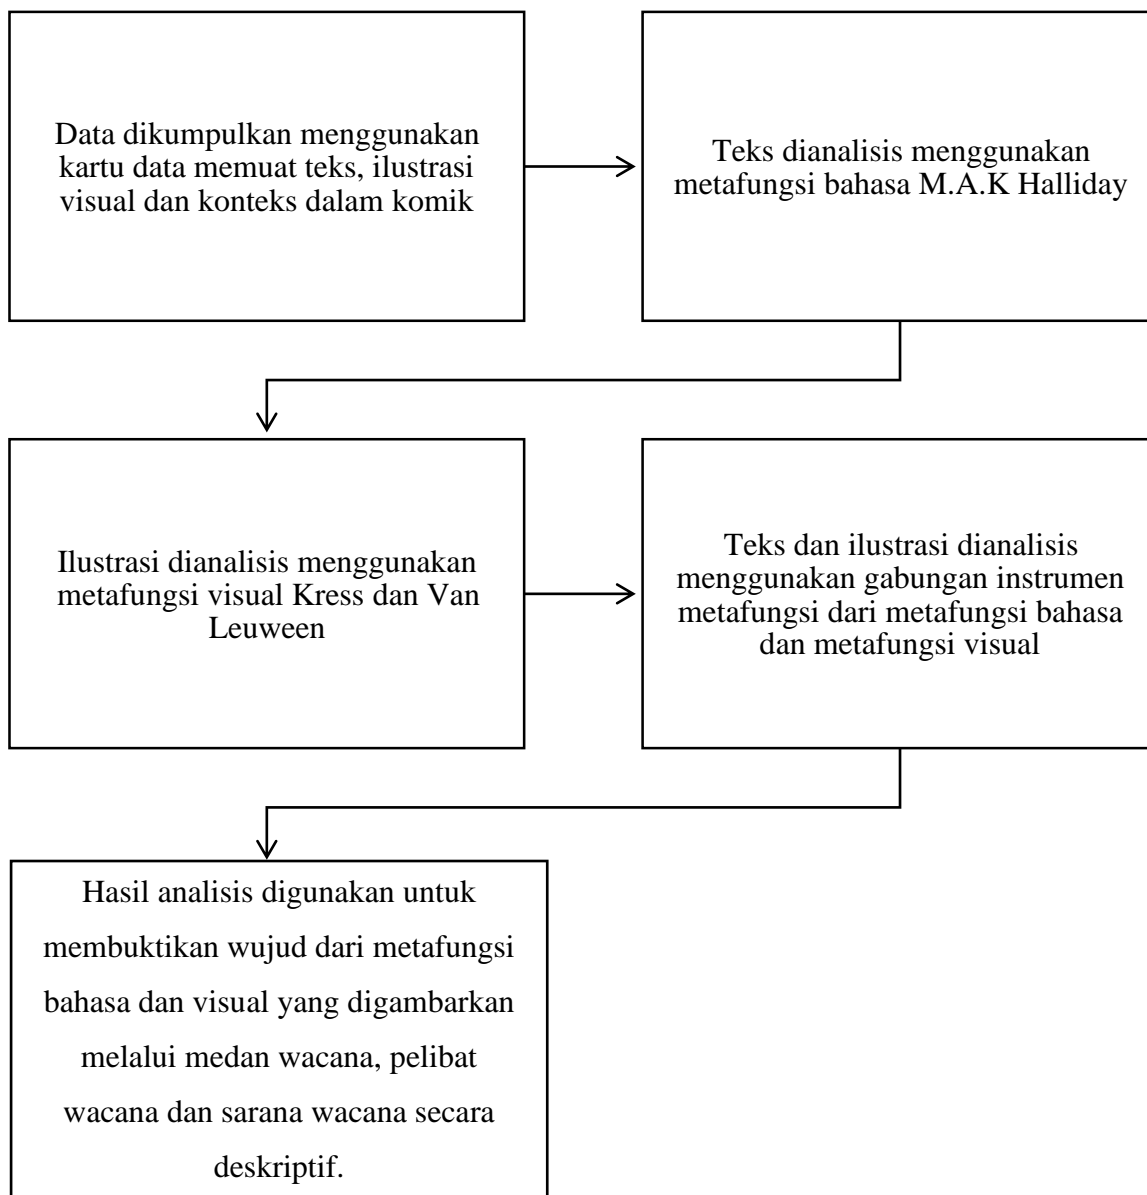 Data dikumpulkan menggunakan
kartu data memuat teks, ilustrasi
visual dan konteks dalam komik
Teks dianalisis menggunakan
metafungsi bahasa M.A.K Halliday
Ilustrasi dianalisis menggunakan
metafungsi visual Kress dan Van
Leuween
Teks dan ilustrasi dianalisis
menggunakan gabungan instrumen
metafungsi dari metafungsi bahasa
dan metafungsi visual
Hasil analisis digunakan untuk
membuktikan wujud dari metafungsi
bahasa dan visual yang digambarkan
melalui medan wacana, pelibat
wacana dan sarana wacana secara
deskriptif.